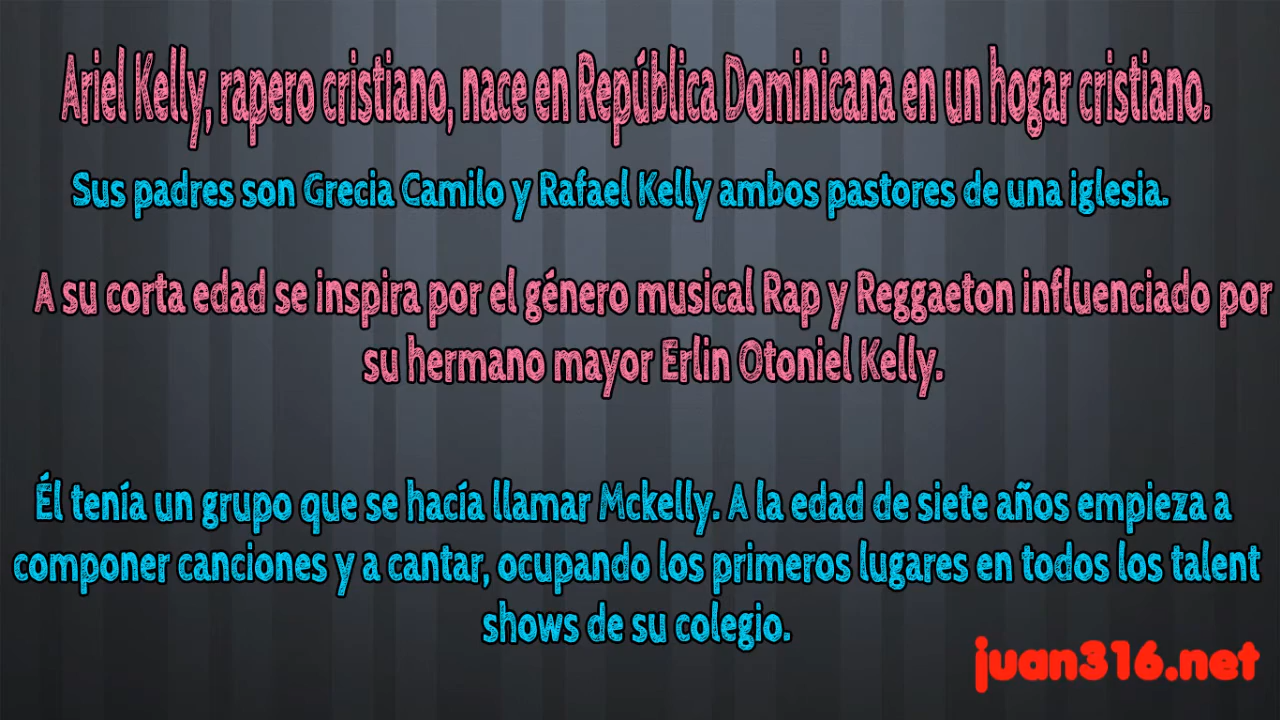 Ariel Kelly, rapero cristiano, nace en República Dominicana en un hogar cristiano.
Sus padres son Grecia Camilo y Rafael Kelly ambos pastores de una iglesia.
A su corta edad se inspira por el género musical Rap y Reggaeton influenciado por
su hermano mayor Erlin Otoniel Kelly.
Él tenía un grupo que se hacía llamar Mckelly. A la edad de siete años empieza a
componer canciones y a cantar, ocupando los primeros lugares en todos los talent
shows de su colegio.
juan316.net